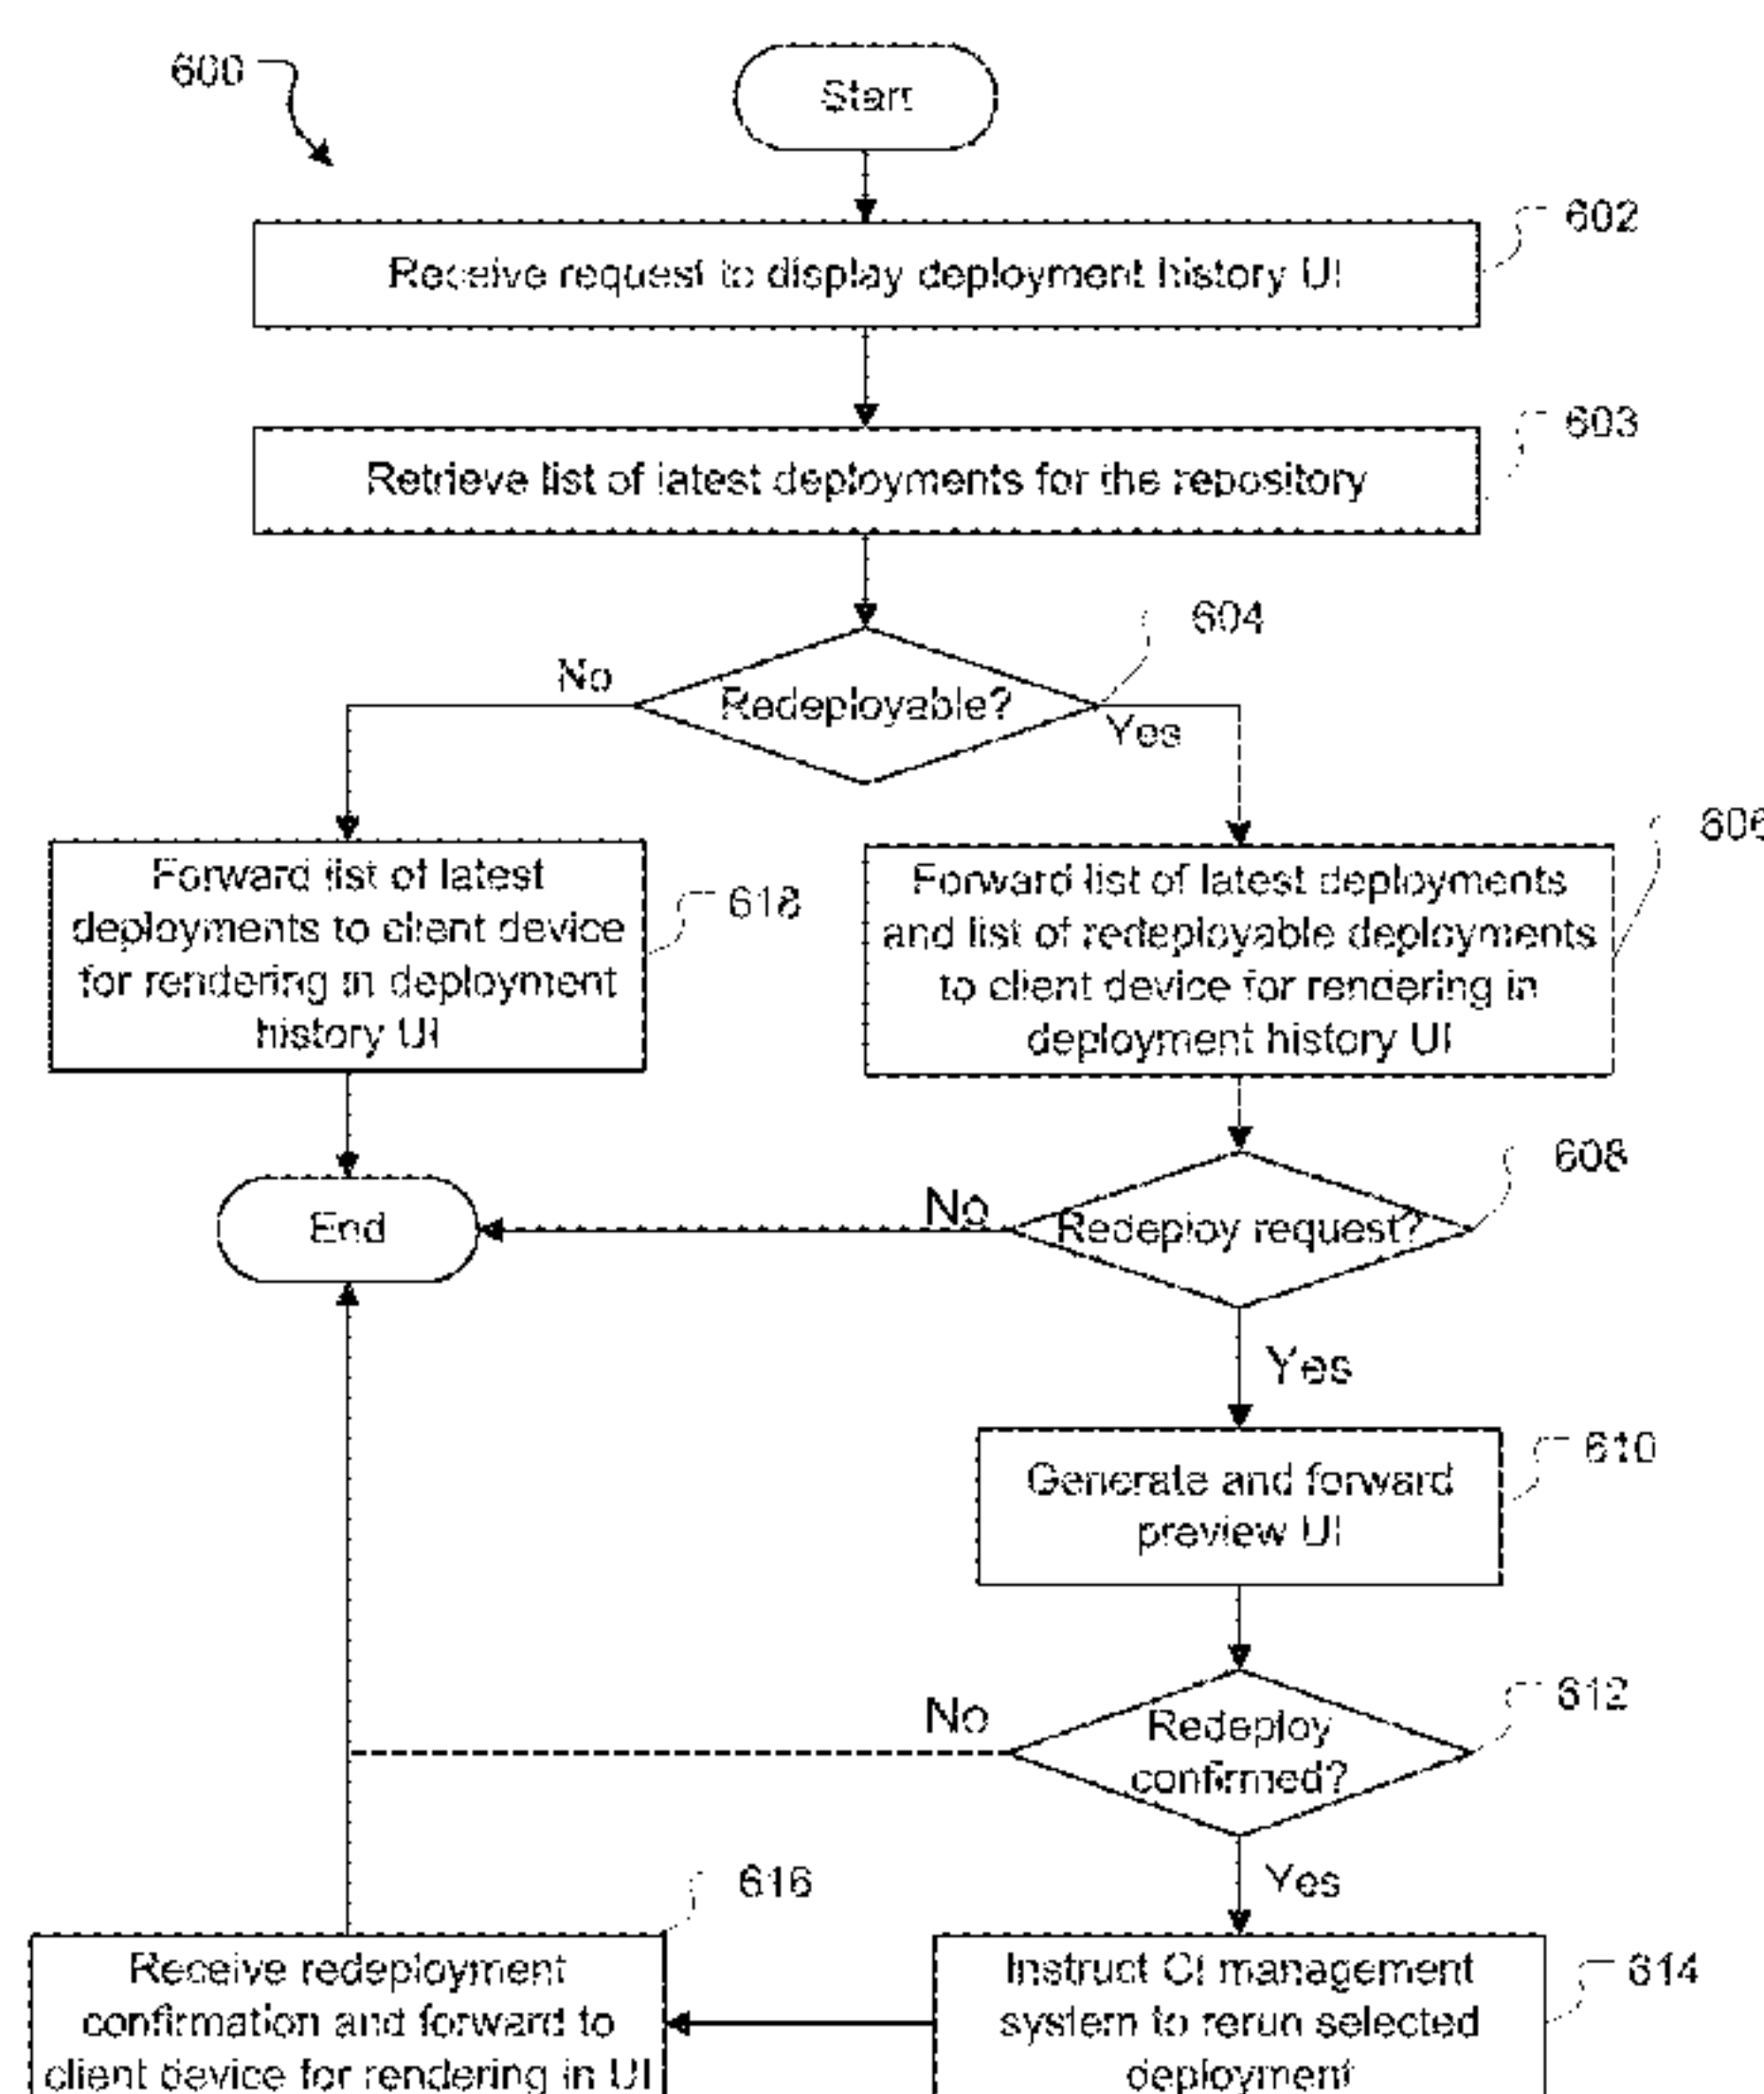 600
Start
602
Receive request to display deployment history UI
603
Retrieve list of latest deployments for the repository
604
No
Redeployable?
Yes
606
Forward list of latest
deployments to client device
for rendering in deployment
history UI
618
Forward list of latest deployments
and list of redeployable deployments
to client device for rendering in
deployment history UI
608
End
No
Redeploy request?
Yes
610
Generate and forward
preview UI
612
No
Redeploy
confirmed?
616
Yes
Receive redeployment
confirmation and forward to
client device for rendering in UI
Instruct CI management
system to rerun selected
deployment
614